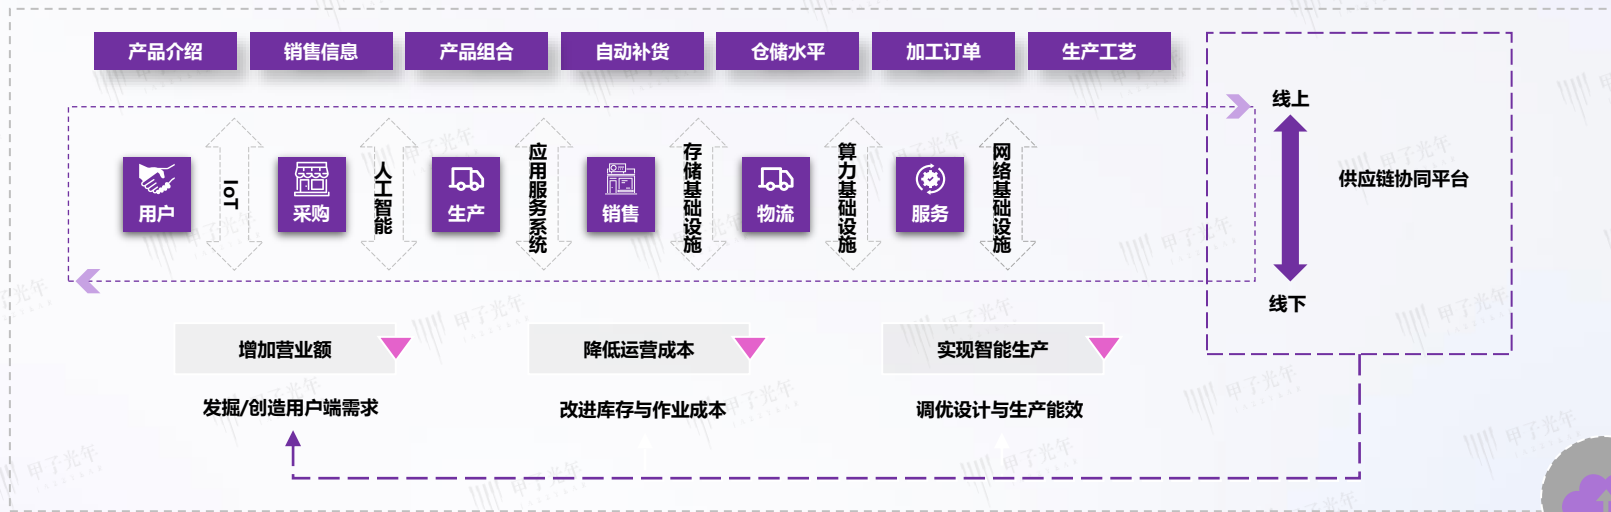 产品介绍
销售信息
产品组合
自动补货
仓储水平
加工订单
生产工艺
用户
IoT
采购
人工智能
生产
应用服务系统
销售
存储基础设施
物流
算力基础设施
服务
网络基础设施
线上
供应链协同平台
线下
增加营业额
降低运营成本
实现智能生产
发掘/创造用户端需求
改进库存与作业成本
调优设计与生产能效
甲子光年